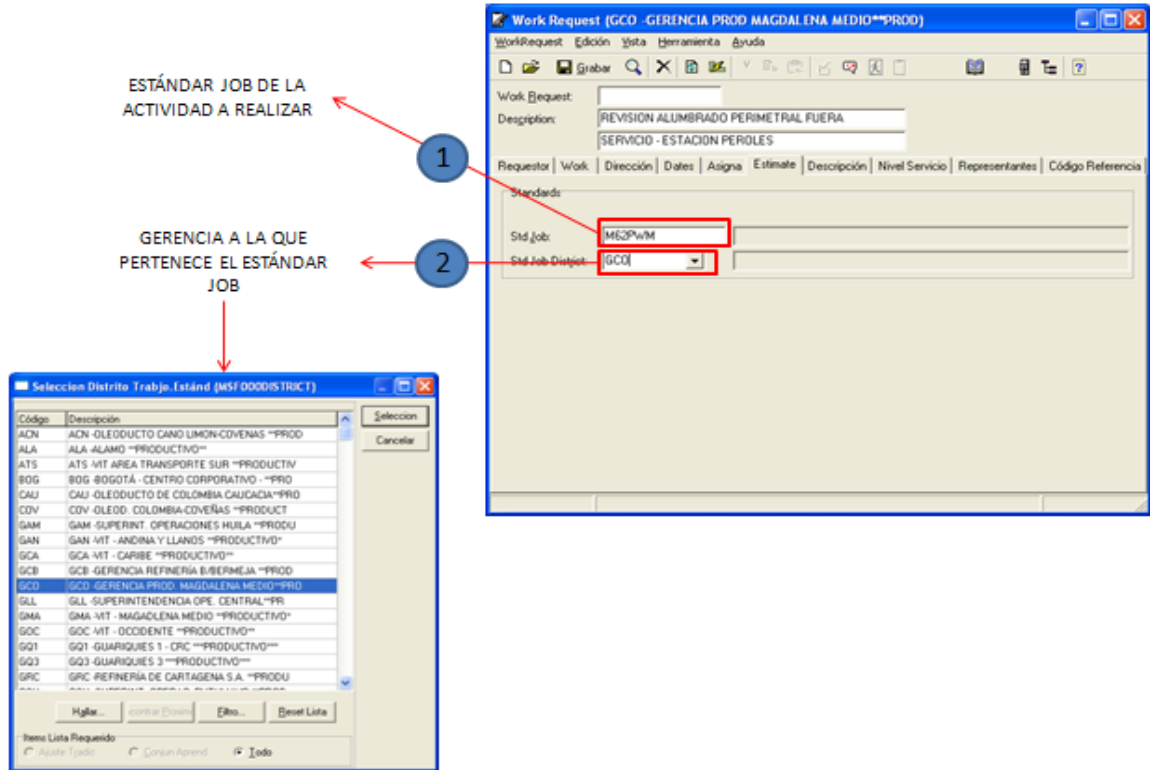 ESTÁNDAR JOB DE LA
ACTIVIDAD A REALIZAR
1
GERENCIA A LA QUE
PERTENECE EL ESTÁNDAR
JOB
2
Work Request (GCO -GERENCIA PROD MAGDALENA MEDIO**PROD)
WorkRequest Edición Vista Herramienta Ayuda
Grabar
Work Request:
Description: REVISION ALUMBRADO PERIMETRAL FUERA
SERVICIO - ESTACION PEROLES
Requestor Work Dirección Dates Asigna Estimate Descripción Nivel Servicio Representantes Código Referencia
Standards
Std Job: M62PWM
Std Job District: GCO
Seleccion Distrito Trabjo.Estánd (MSF000DISTRICT)
Código Descripción
Seleccion
Cancelar
ACN ACN -OLEODUCTO CANO LIMON-COVENAS **PROD
ALA ALA -ALAMO **PRODUCTIVO**
ATS ATS -VIT AREA TRANSPORTE SUR **PRODUCTIV
BOG BOG -BOGOTÁ - CENTRO CORPORATIVO - **PRO
CAU CAU -OLEODUCTO DE COLOMBIA CAUCACIA**PRO
COV COV -OLEOD. COLOMBIA-COVEÑAS **PRODUCT
GAM GAM -SUPERINT. OPERACIONES HUILA **PRODU
GAN GAN -VIT - ANDINA Y LLANOS **PRODUCTIVO*
GCA GCA -VIT - CARIBE **PRODUCTIVO**
GCB GCB -GERENCIA REFINERÍA B/BERMEJA **PROD
GCO GCO -GERENCIA PROD. MAGDALENA MEDIO**PRO
GLL GLL -SUPERINTENDENCIA OPE. CENTRAL**PR
GMA GMA -VIT - MAGADLENA MEDIO **PRODUCTIVO*
GOC GOC -VIT - OCCIDENTE **PRODUCTIVO**
GQ1 GQ1 -GUARIQUIES 1 - CRC ***PRODUCTIVO***
GQ3 GQ3 -GUARIQUIES 3 ***PRODUCTIVO***
GRC GRC -REFINERÍA DE CARTAGENA S.A. **PRODU
Hallar... Filtro... Reset Lista
Items Lista Requerido
Ajuste Tradic Conjun Aprend Todo